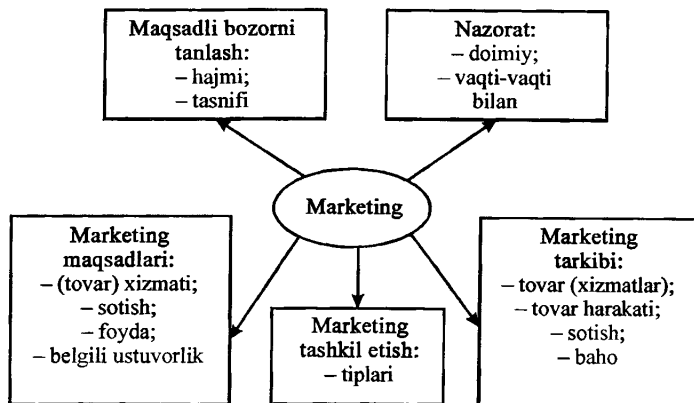 Maqsadli bozorni
tanlash:
– hajmi;
– tasnifi
Nazorat:
– doimiy;
– vaqti-vaqti
bilan
Marketing
Marketing
maqsadlari:
– (tovar) xizmati;
– sotish;
– foyda;
– belgili ustuvorlik
Marketing
tashkil etish:
– tiplari
Marketing
tarkibi:
– tovar (xizmatlar);
– tovar harakati;
– sotish;
– baho